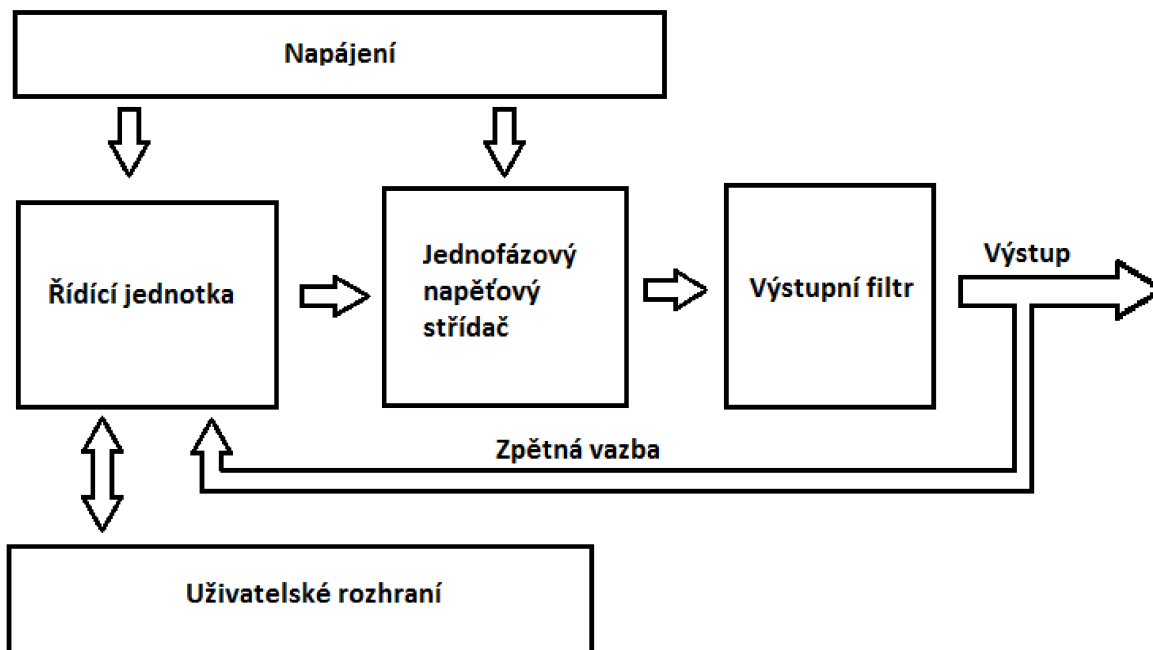 Napájení
Řídící jednotka
Jednofázový
napěťový
střídač
Výstupní filtr
Výstup
Zpětná vazba
Uživatelské rozhraní